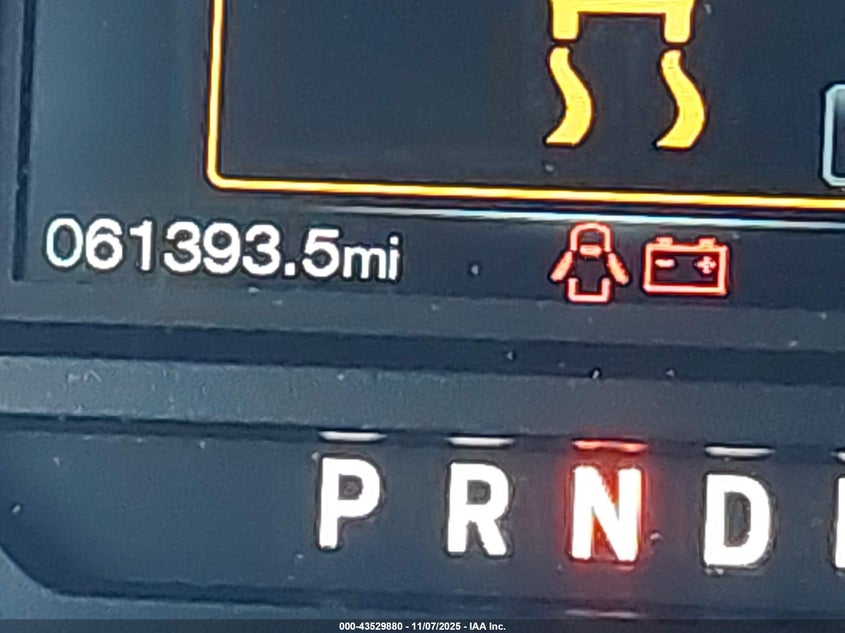 061393.5mi
P R N D
000-43529880 - 11/07/2025 - IAA Inc.